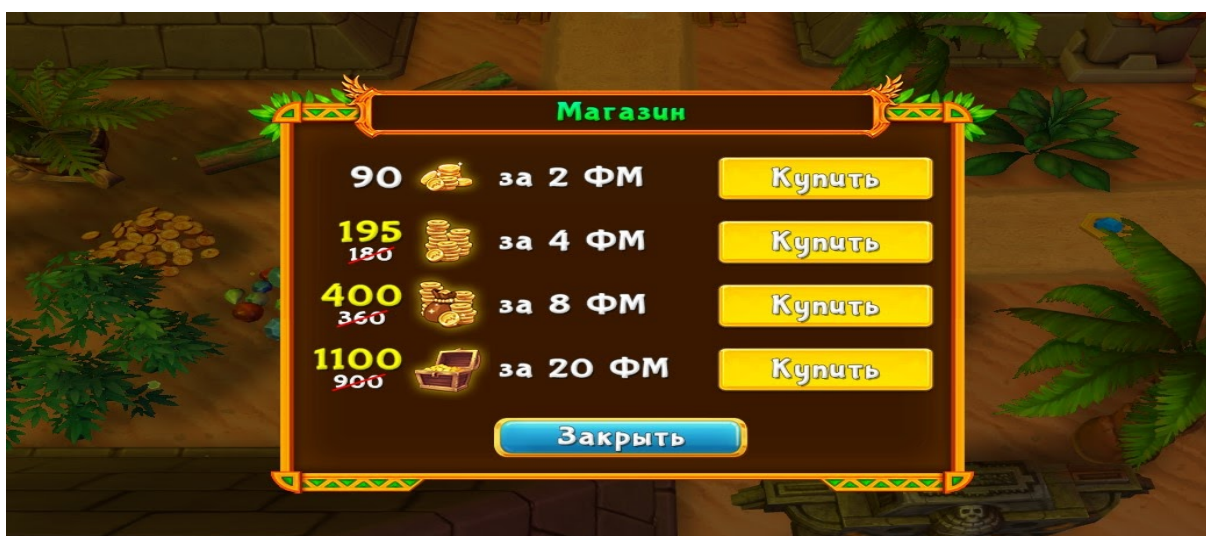 Магазин
90 за 2 ФМ Купить
195
180 за 4 ФМ Купить
400
360 за 8 ФМ Купить
1100
900 за 20 ФМ Купить
Закрыть